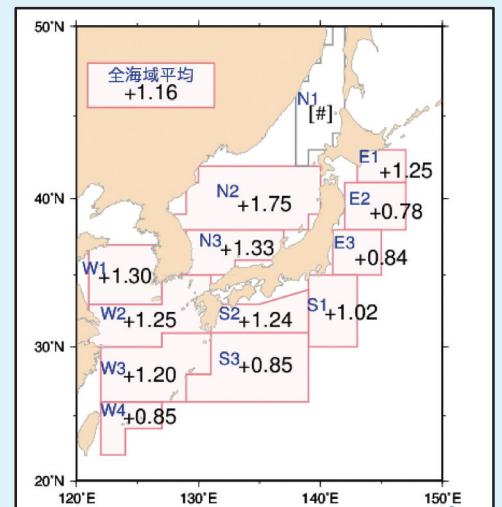 50°N
全海域平均
+1.16
N1
[#]
E1
+1.25
40°N
N2
+1.75
E2
+0.78
N3
+1.33
E3
+0.84
W1
+1.30
W2
+1.25
S2
+1.24
S1
+1.02
30°N
W3
+1.20
S3
+0.85
W4
+0.85
20°N
120°E
130°E
140°E
150°E